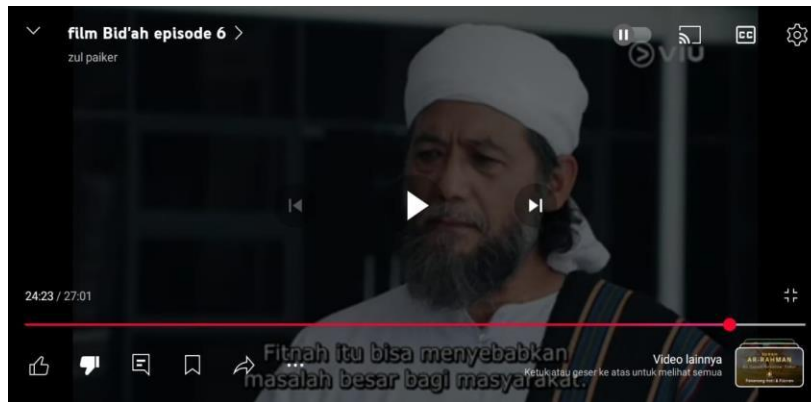 film Bid'ah episode 6
zul paiker
VIU
CC
24:23 / 27:01
Fitnah itu bisa menyebabkan
masalah besar bagi masyarakat.
Video lainnya
Ketuk atau geser ke atas untuk melihat semua
AR-RAHMAN